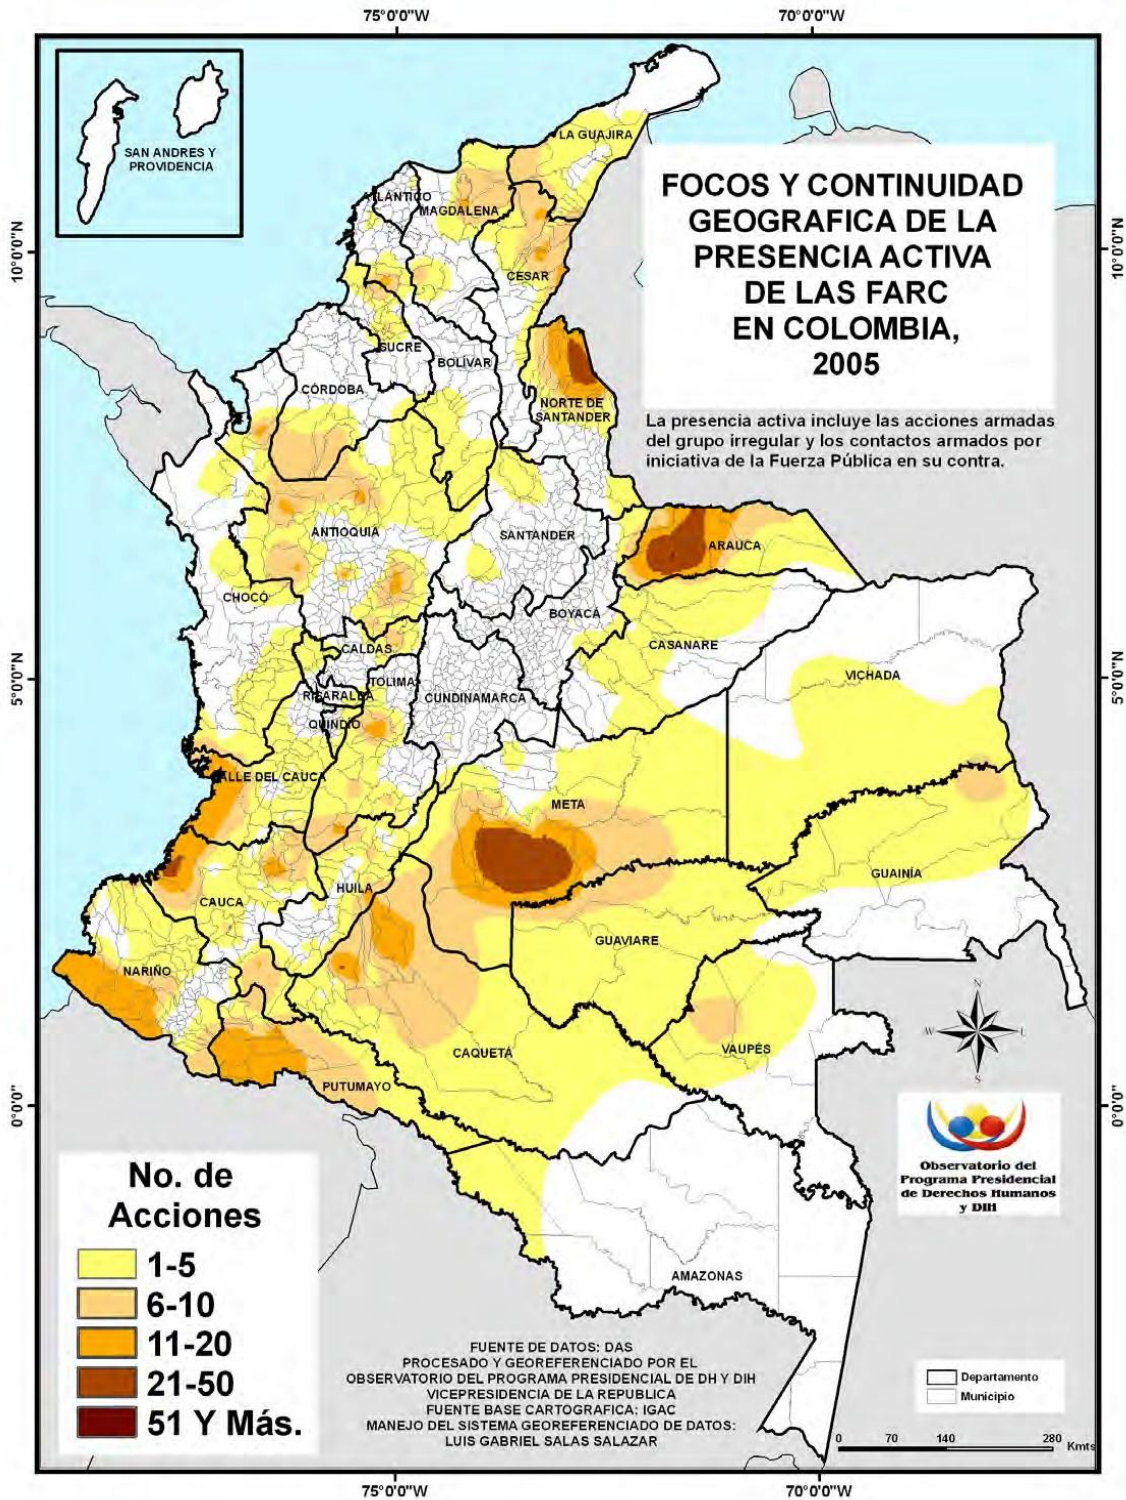 75°0'0"W
70°0'0"W
SAN ANDRES Y
PROVIDENCIA
LA GUAJIRA
FOCOS Y CONTINUIDAD
GEOGRAFICA DE LA
PRESENCIA ACTIVA
DE LAS FARC
EN COLOMBIA,
2005
ATLÁNTICO
MAGDALENA
10°0'0"N
10°0'0"N
CESAR
SUCRE
BOLÍVAR
CÓRDOBA
NORTE DE
SANTANDER
La presencia activa incluye las acciones armadas
del grupo irregular y los contactos armados por
iniciativa de la Fuerza Pública en su contra.
ANTIOQUIA
SANTANDER
ARAUCA
CHOCÓ
BOYACÁ
CALDAS
CASANARE
5°0'0"N
5°0'0"N
VICHADA
TOLIMA
RISARALDA
CUNDINAMARCA
QUINDIO
VALLE DEL CAUCA
META
GUAINÍA
HUILA
CAUCA
GUAVIARE
NARIÑO
N
W
L
S
VAUPÉS
CAQUETÁ
PUTUMAYO
0°0'0"
0°0'0"
Observatorio del
Programa Presidencial
de Derechos Humanos
y DIH
No. de
Acciones
1-5
6-10
11-20
21-50
51 Y Más.
AMAZONAS
FUENTE DE DATOS: DAS
PROCESADO Y GEOREFERENCIADO POR EL
OBSERVATORIO DEL PROGRAMA PRESIDENCIAL DE DH Y DIH
VICEPRESIDENCIA DE LA REPUBLICA
FUENTE BASE CARTOGRAFICA: IGAC
MANEJO DEL SISTEMA GEOREFERENCIADO DE DATOS:
LUIS GABRIEL SALAS SALAZAR
Departamento
Municipio
0 70 140 280
Kmts
75°0'0"W
70°0'0"W